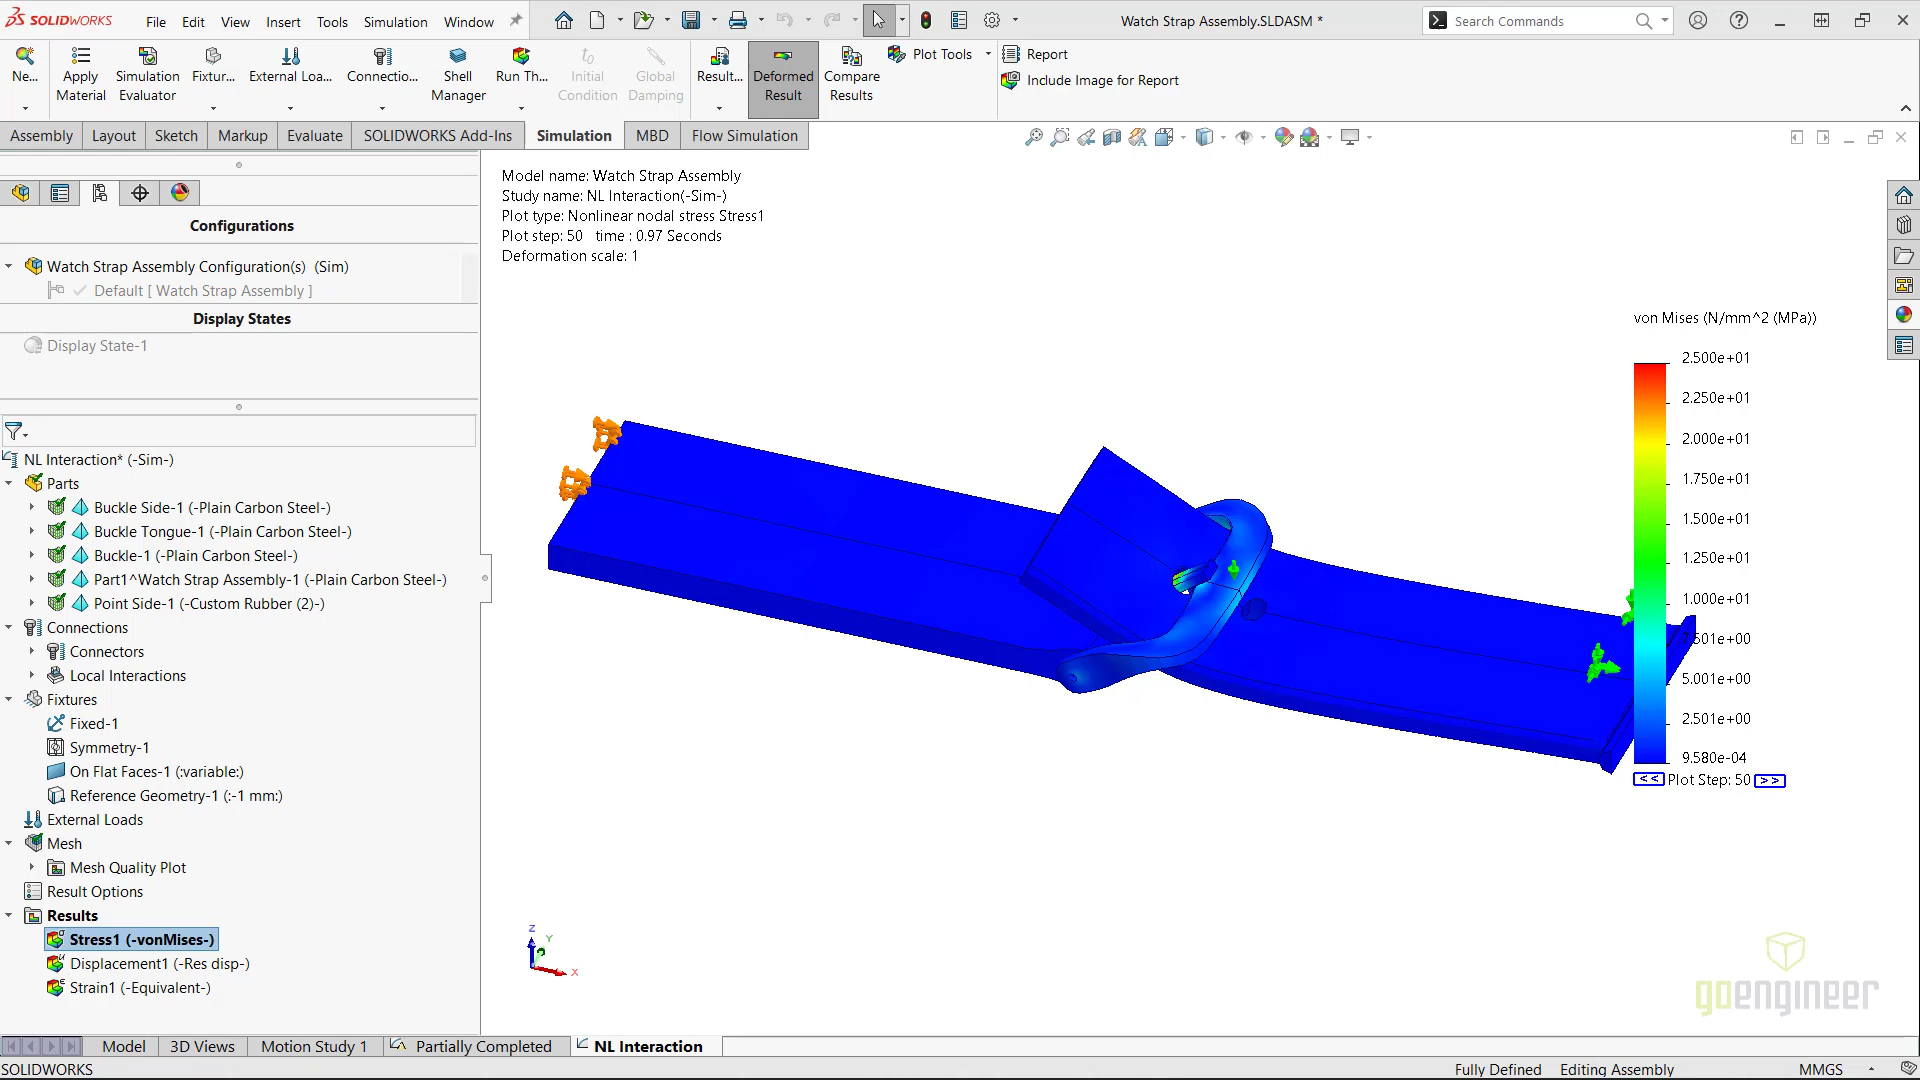 SOLIDWORKS
File Edit View Insert Tools Simulation Window
Watch Strap Assembly.SLDASM *
Search Commands
Ne...
Apply Material
Simulation Evaluator
Fixtur...
External Loa...
Connectio...
Shell Manager
Run Th...
Initial Condition
Global Damping
Result...
Deformed Result
Compare Results
Plot Tools
Report
Include Image for Report
Assembly Layout Sketch Markup Evaluate SOLIDWORKS Add-Ins Simulation MBD Flow Simulation
Configurations
Watch Strap Assembly Configuration(s) (Sim)
Default [ Watch Strap Assembly ]
Display States
Display State-1
NL Interaction* (-Sim-)
Parts
Buckle Side-1 (-Plain Carbon Steel-)
Buckle Tongue-1 (-Plain Carbon Steel-)
Buckle-1 (-Plain Carbon Steel-)
Part1^Watch Strap Assembly-1 (-Plain Carbon Steel-)
Point Side-1 (-Custom Rubber (2)-)
Connections
Connectors
Local Interactions
Fixtures
Fixed-1
Symmetry-1
On Flat Faces-1 (:variable:)
Reference Geometry-1 (:-1 mm:)
External Loads
Mesh
Mesh Quality Plot
Result Options
Results
Stress1 (-vonMises-)
Displacement1 (-Res disp-)
Strain1 (-Equivalent-)
Model name: Watch Strap Assembly
Study name: NL Interaction(-Sim-)
Plot type: Nonlinear nodal stress Stress1
Plot step: 50 time : 0.97 Seconds
Deformation scale: 1
von Mises (N/mm^2 (MPa))
2.500e+01
2.250e+01
2.000e+01
1.750e+01
1.500e+01
1.250e+01
1.000e+01
7.501e+00
5.001e+00
2.501e+00
9.580e-04
<< Plot Step: 50 >>
Z
Y
X
goengineer
Model 3D Views Motion Study 1 Partially Completed NL Interaction
SOLIDWORKS
Fully Defined Editing Assembly MMGS